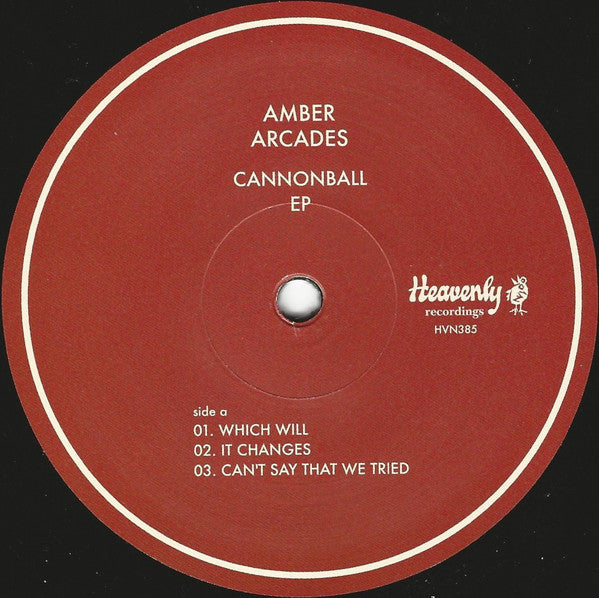 AMBER
ARCADES
CANNONBALL
EP
Heavenly
recordings
HVN385
side a
01. WHICH WILL
02. IT CHANGES
03. CAN'T SAY THAT WE TRIED